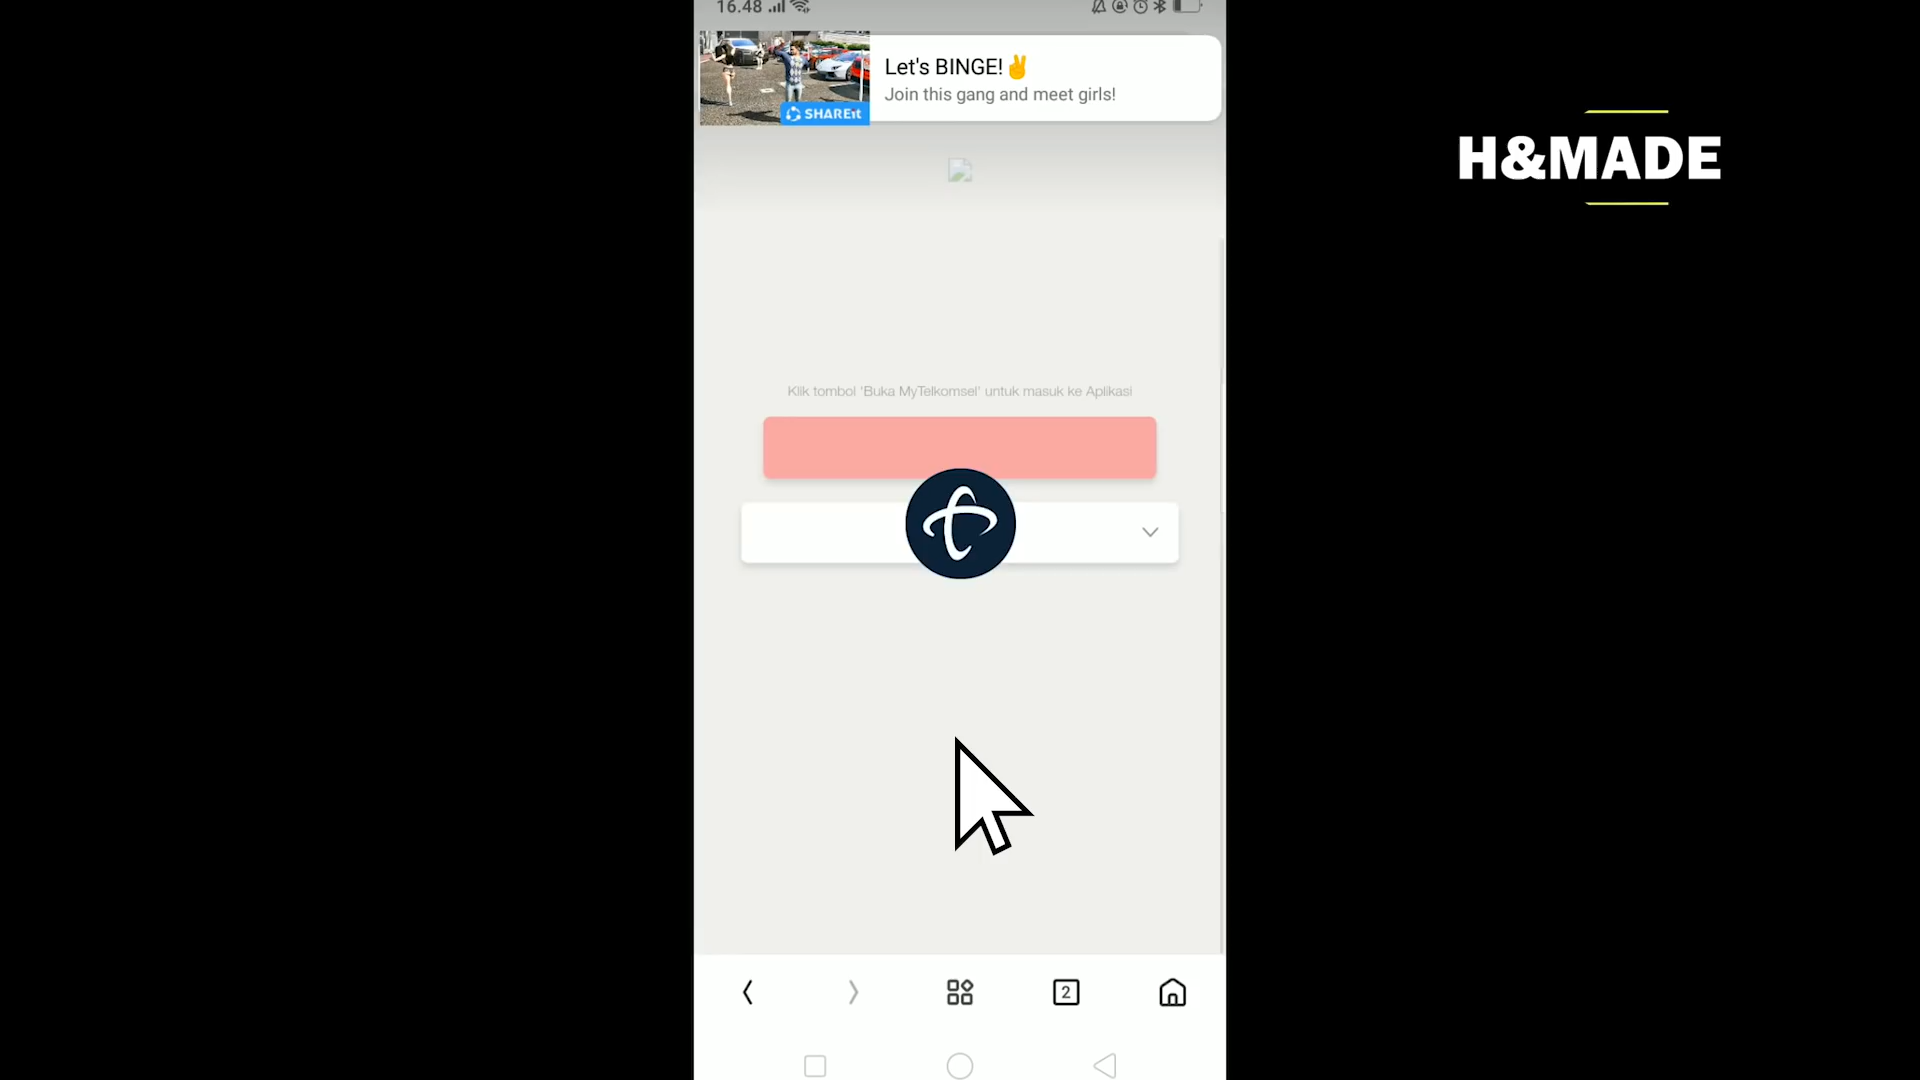 16.48
Let's BINGE!✌
Join this gang and meet girls!
SHAREit
H&MADE
Klik tombol 'Buka MyTelkomsel' untuk masuk ke Aplikasi
2